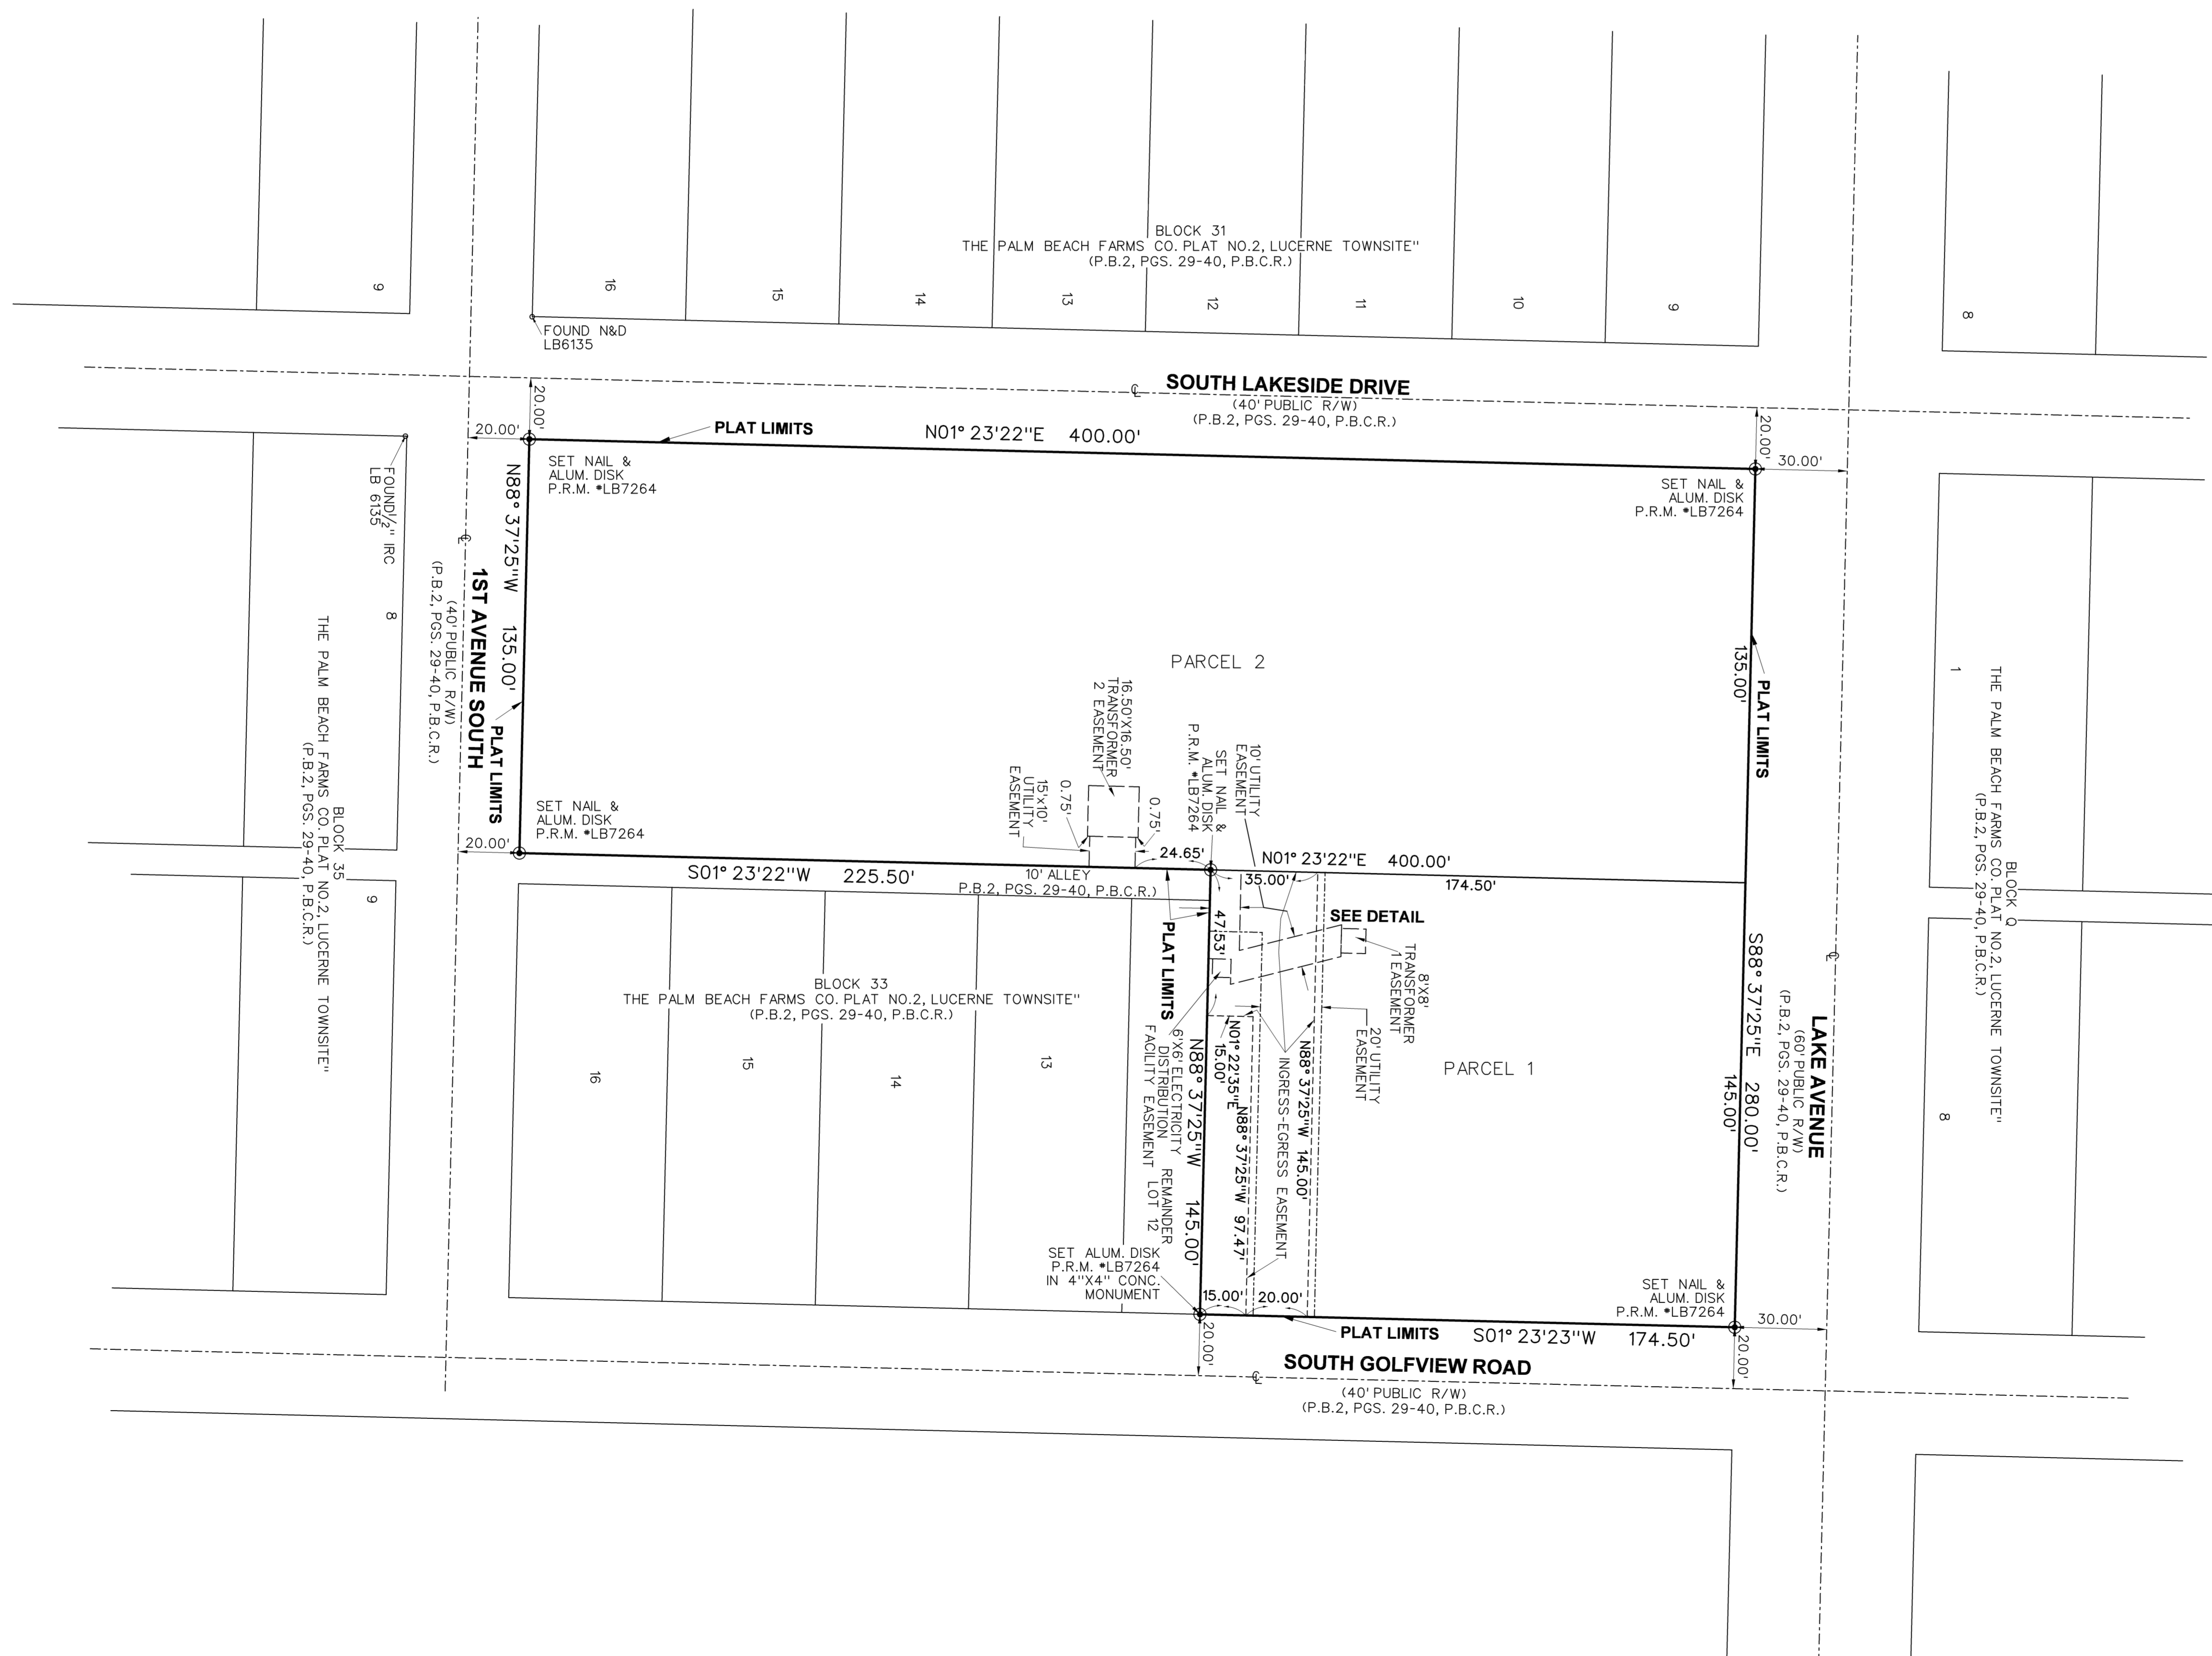 BLOCK 31
THE PALM BEACH FARMS CO. PLAT NO.2, LUCERNE TOWNSITE"
(P.B.2, PGS. 29-40, P.B.C.R.)
9
16
15
14
13
12
11
10
9
8
FOUND N&D
LB6135
SOUTH LAKESIDE DRIVE
(40' PUBLIC R/W)
(P.B.2, PGS. 29-40, P.B.C.R.)
20.00'
20.00'
20.00'
30.00'
PLAT LIMITS
N01° 23'22"E 400.00'
SET NAIL &
ALUM. DISK
P.R.M. #LB7264
SET NAIL &
ALUM. DISK
P.R.M. #LB7264
FOUND 1/2" IRC
LB 6135
8
N88° 37'25"W 135.00'
PLAT LIMITS
1ST AVENUE SOUTH
(40' PUBLIC R/W)
(P.B.2, PGS. 29-40, P.B.C.R.)
BLOCK 35
THE PALM BEACH FARMS CO. PLAT NO.2, LUCERNE TOWNSITE"
(P.B.2, PGS. 29-40, P.B.C.R.)
9
PARCEL 2
135.00'
PLAT LIMITS
1
BLOCK Q
THE PALM BEACH FARMS CO. PLAT NO.2, LUCERNE TOWNSITE"
(P.B.2, PGS. 29-40, P.B.C.R.)
8
16.50'X16.50'
TRANSFORMER
2 EASEMENT
15'x10'
UTILITY
EASEMENT
0.75'
0.75'
SET NAIL &
ALUM. DISK
P.R.M. #LB7264
10' UTILITY
EASEMENT
SET NAIL &
ALUM. DISK
P.R.M. #LB7264
20.00'
24.65'
N01° 23'22"E 400.00'
S01° 23'22"W 225.50'
10' ALLEY
P.B.2, PGS. 29-40, P.B.C.R.)
35.00'
174.50'
47.53'
SEE DETAIL
PLAT LIMITS
8'X8'
TRANSFORMER
1 EASEMENT
S88° 37'25"E 280.00'
145.00'
LAKE AVENUE
(60' PUBLIC R/W)
(P.B.2, PGS. 29-40, P.B.C.R.)
BLOCK 33
THE PALM BEACH FARMS CO. PLAT NO.2, LUCERNE TOWNSITE"
(P.B.2, PGS. 29-40, P.B.C.R.)
16
15
14
13
6'X6' ELECTRICITY
DISTRIBUTION
FACILITY EASEMENT
REMAINDER
LOT 12
N88° 37'25"W 145.00'
N01° 22'35"E
15.00'
N88° 37'25"W 97.47'
INGRESS-EGRESS EASEMENT
N88° 37'25"W 145.00'
20' UTILITY
EASEMENT
PARCEL 1
SET ALUM. DISK
P.R.M. #LB7264
IN 4"X4" CONC.
MONUMENT
15.00'
20.00'
SET NAIL &
ALUM. DISK
P.R.M. #LB7264
30.00'
20.00'
20.00'
PLAT LIMITS
S01° 23'23"W 174.50'
SOUTH GOLFVIEW ROAD
(40' PUBLIC R/W)
(P.B.2, PGS. 29-40, P.B.C.R.)